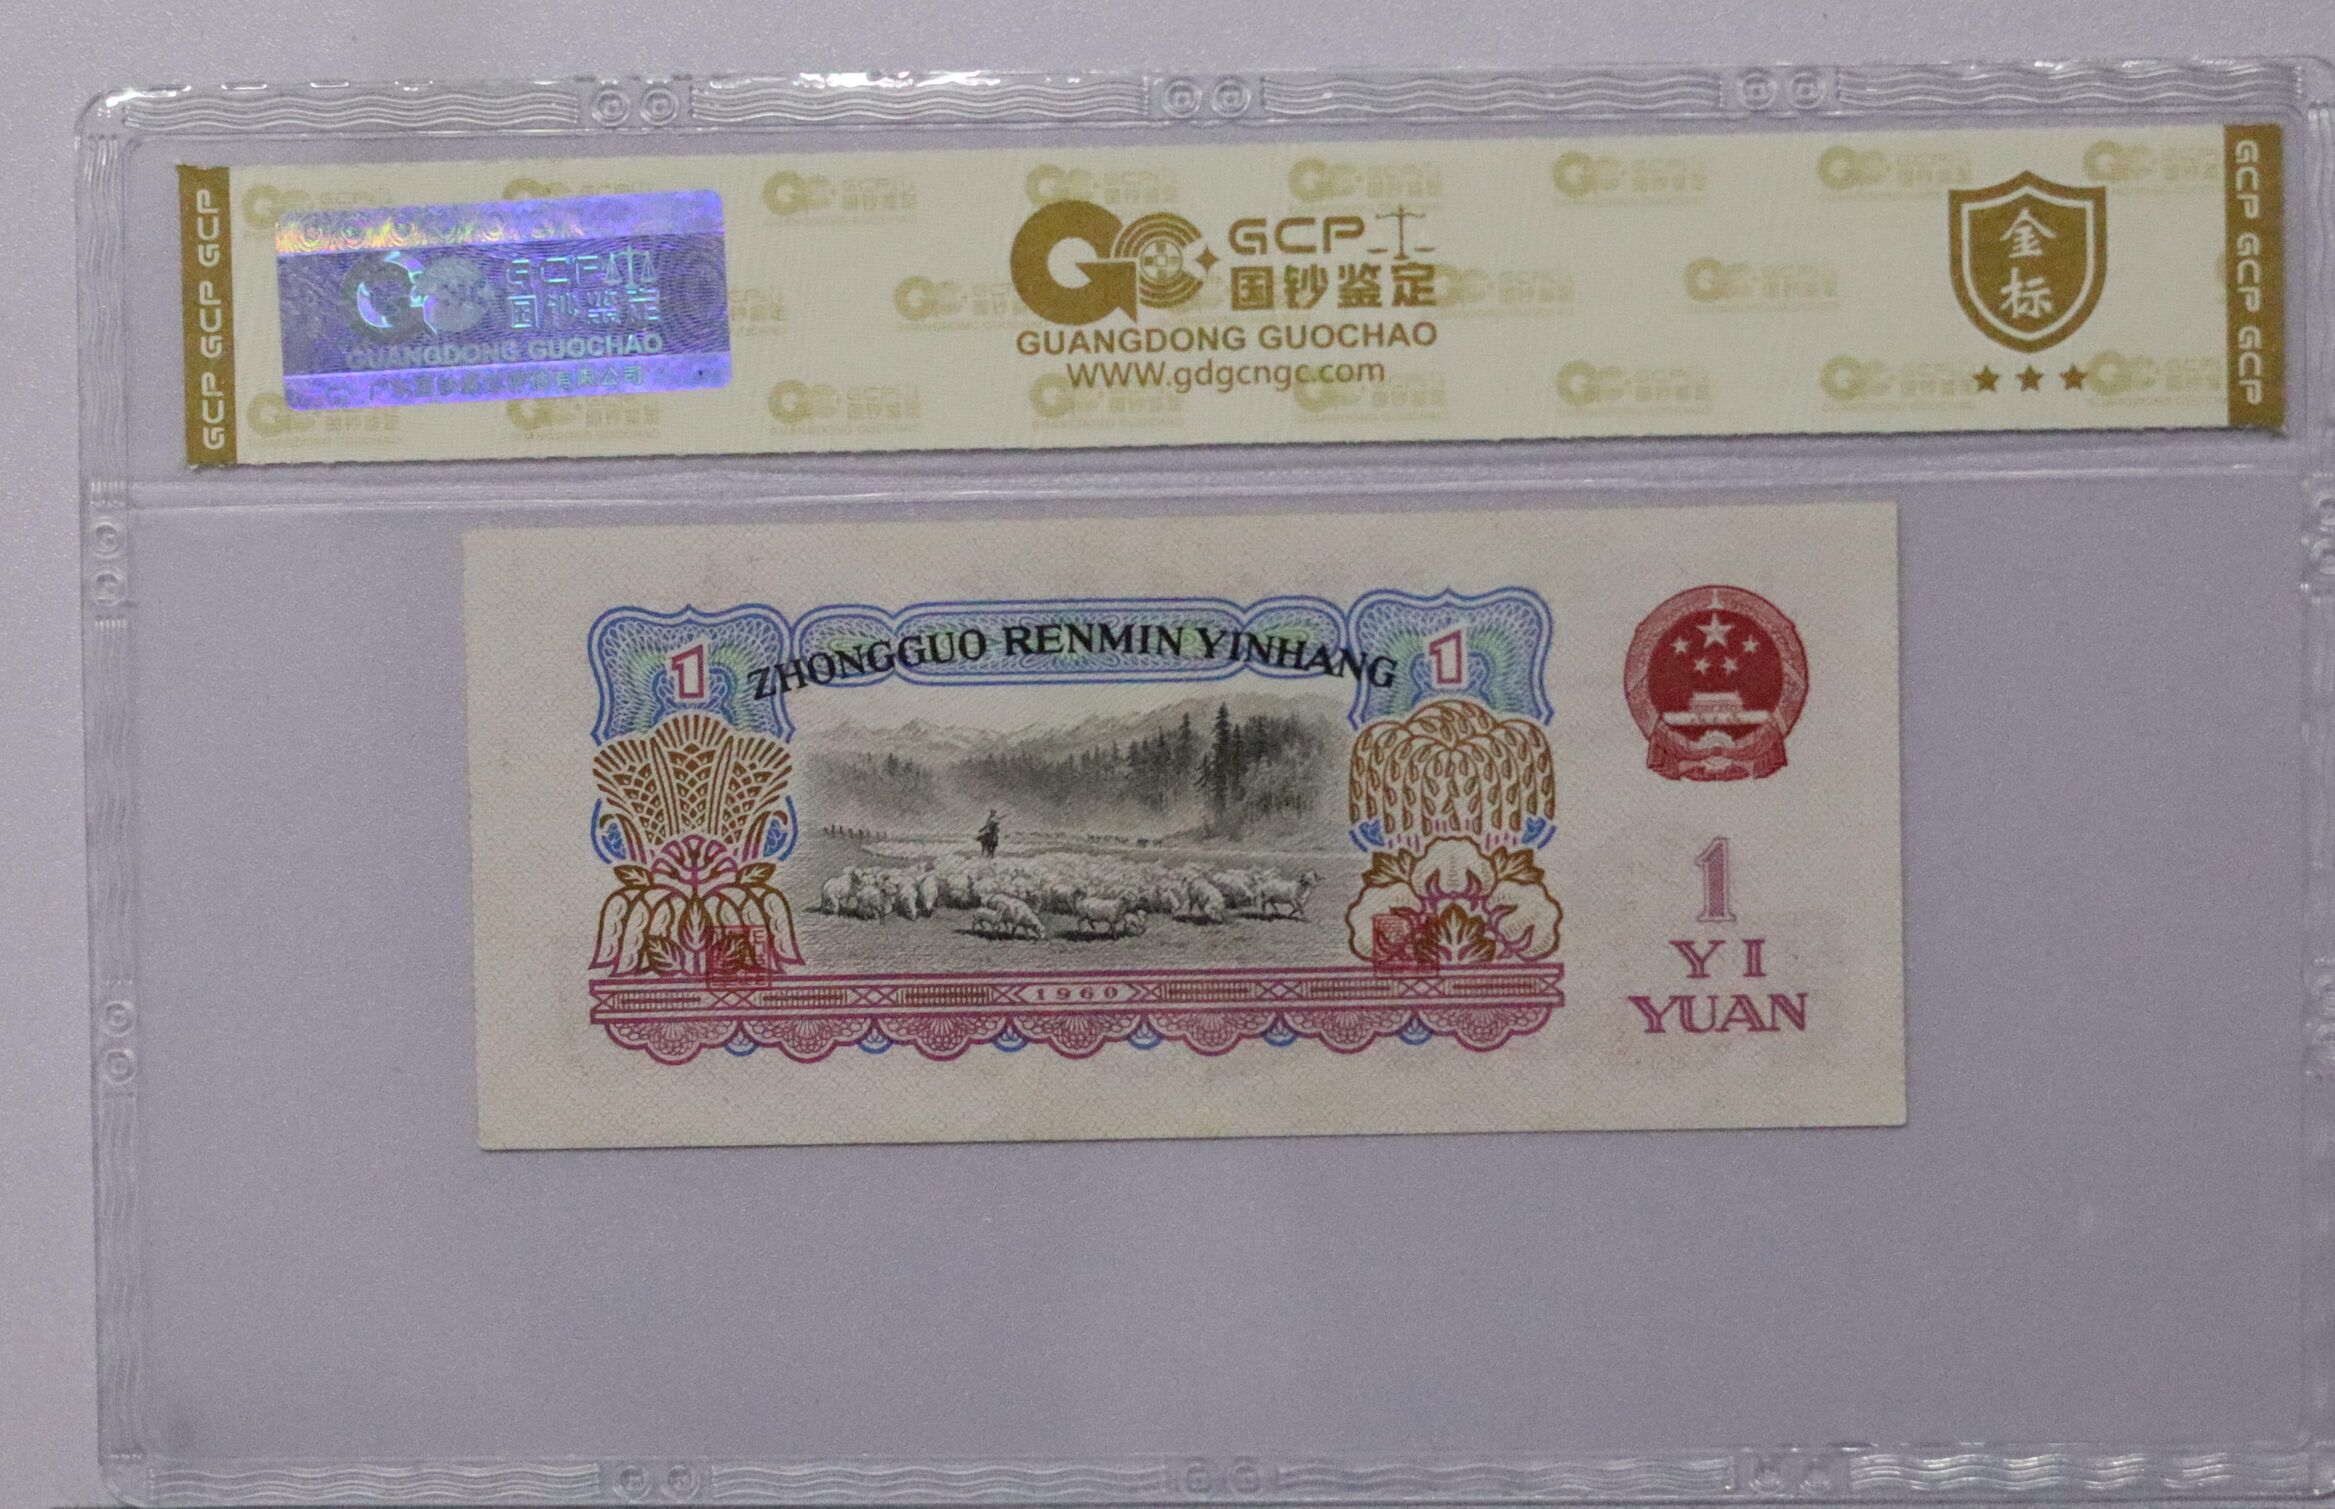 GCP GCP GCP
GCP
国钞鉴定
GUANGDONG GUOCHAO
GCP
国钞鉴定
GUANGDONG GUOCHAO
www.gdgcngc.com
金
标
GCP GCP GCP
1
ZHONGGUO RENMIN YINHANG
1
1960
1
YI
YUAN